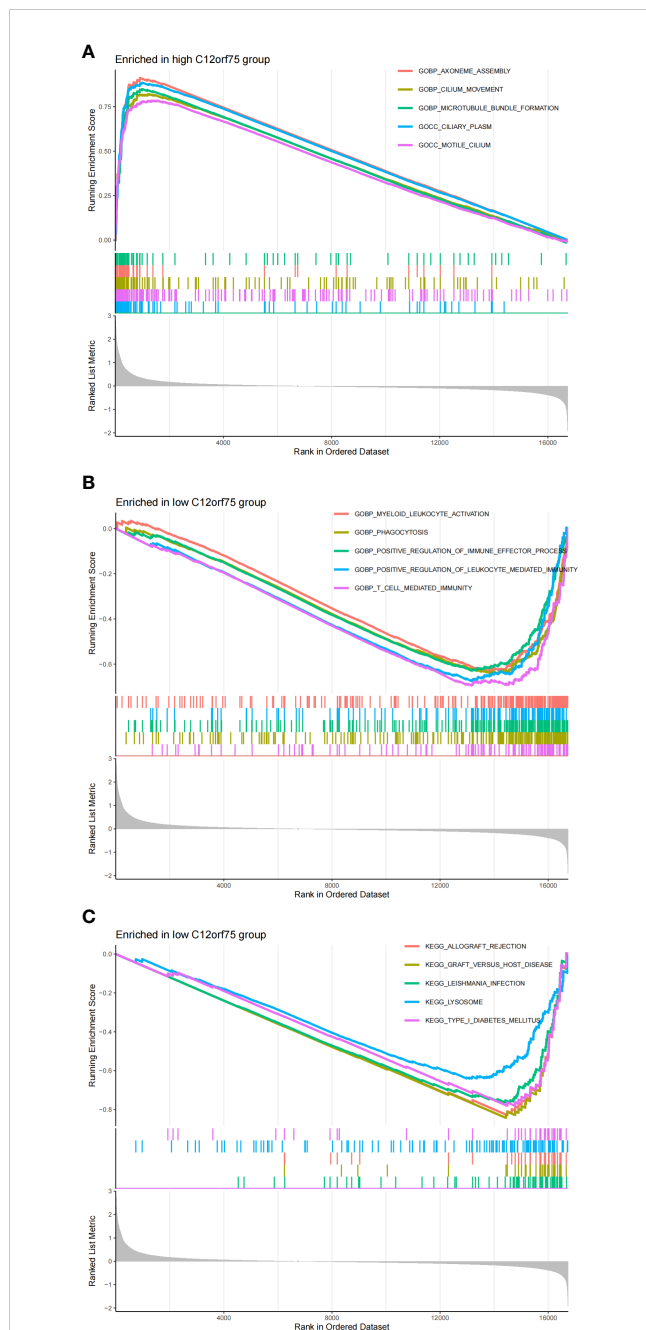 A
Enriched in high C12orf75 group
GOBP_AXONEME_ASSEMBLY
GOBP_CILIUM_MOVEMENT
GOBP_MICROTUBULE_BUNDLE_FORMATION
GOCC_CILIARY_PLASM
GOCC_MOTILE_CILIUM
Running Enrichment Score
0.75
0.50
0.25
0.00
Ranked List Metric
3
2
1
0
−1
−2
4000 8000 12000 16000
Rank in Ordered Dataset
B
Enriched in low C12orf75 group
GOBP_MYELOID_LEUKOCYTE_ACTIVATION
GOBP_PHAGOCYTOSIS
GOBP_POSITIVE_REGULATION_OF_IMMUNE_EFFECTOR_PROCESS
GOBP_POSITIVE_REGULATION_OF_LEUKOCYTE_MEDIATED_IMMUNITY
GOBP_T_CELL_MEDIATED_IMMUNITY
Running Enrichment Score
0.0
−0.2
−0.4
−0.6
Ranked List Metric
3
2
1
0
−1
−2
4000 8000 12000 16000
Rank in Ordered Dataset
C
Enriched in low C12orf75 group
KEGG_ALLOGRAFT_REJECTION
KEGG_GRAFT_VERSUS_HOST_DISEASE
KEGG_LEISHMANIA_INFECTION
KEGG_LYSOSOME
KEGG_TYPE_I_DIABETES_MELLITUS
Running Enrichment Score
0.0
−0.2
−0.4
−0.6
−0.8
Ranked List Metric
3
2
1
0
−1
−2
4000 8000 12000 16000
Rank in Ordered Dataset